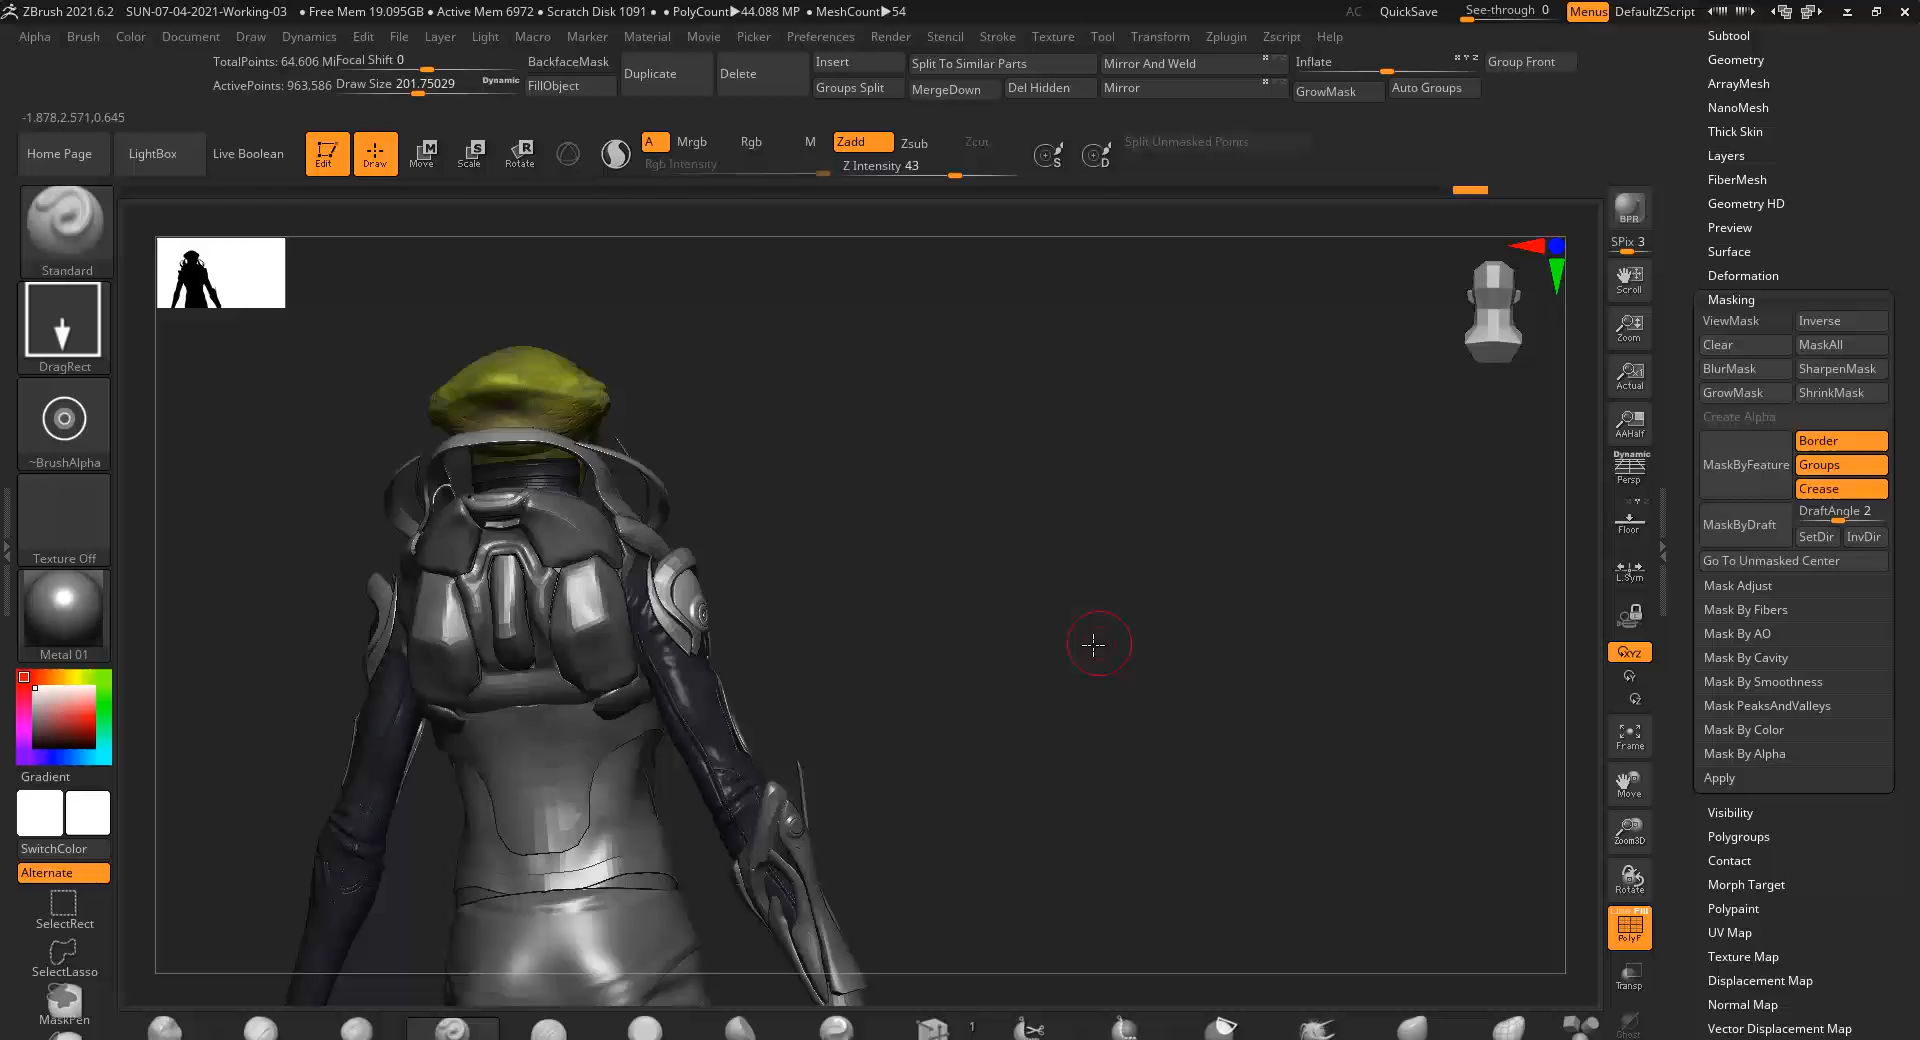 ZBrush 2021.6.2 SUN-07-04-2021-Working-03 • Free Mem 19.095GB • Active Mem 6972 • Scratch Disk 1091 • • PolyCount▶44.088 MP • MeshCount▶54 AC QuickSave See-through 0 Menus DefaultZScript
Alpha Brush Color Document Draw Dynamics Edit File Layer Light Macro Marker Material Movie Picker Preferences Render Stencil Stroke Texture Tool Transform Zplugin Zscript Help
TotalPoints: 64.606 Mi Focal Shift 0 BackfaceMask Duplicate Delete Insert Split To Similar Parts Mirror And Weld Inflate Group Front
ActivePoints: 963,586 Draw Size 201.75029 Dynamic FillObject Groups Split MergeDown Del Hidden Mirror GrowMask Auto Groups
-1.878,2.571,0.645
Home Page LightBox Live Boolean Edit Draw Move Scale Rotate A Mrgb Rgb M Zadd Zsub Zcut Split Unmasked Points
Rgb Intensity Z Intensity 43
M S R S D
Standard
DragRect
~BrushAlpha
Texture Off
Metal 01
Gradient
SwitchColor
Alternate
SelectRect
SelectLasso
MaskPen
1
BPR
SPix 3
Scroll
Zoom
Actual
AAHalf
Dynamic
Persp
Floor
L.Sym
XYZ
Y
Z
Frame
Move
Zoom3D
Rotate
Line Fill
PolyF
Transp
Ghost
Subtool
Geometry
ArrayMesh
NanoMesh
Thick Skin
Layers
FiberMesh
Geometry HD
Preview
Surface
Deformation
Masking
ViewMask Inverse
Clear MaskAll
BlurMask SharpenMask
GrowMask ShrinkMask
Create Alpha
MaskByFeature Border
Groups
Crease
MaskByDraft DraftAngle 2
SetDir InvDir
Go To Unmasked Center
Mask Adjust
Mask By Fibers
Mask By AO
Mask By Cavity
Mask By Smoothness
Mask PeaksAndValleys
Mask By Color
Mask By Alpha
Apply
Visibility
Polygroups
Contact
Morph Target
Polypaint
UV Map
Texture Map
Displacement Map
Normal Map
Vector Displacement Map